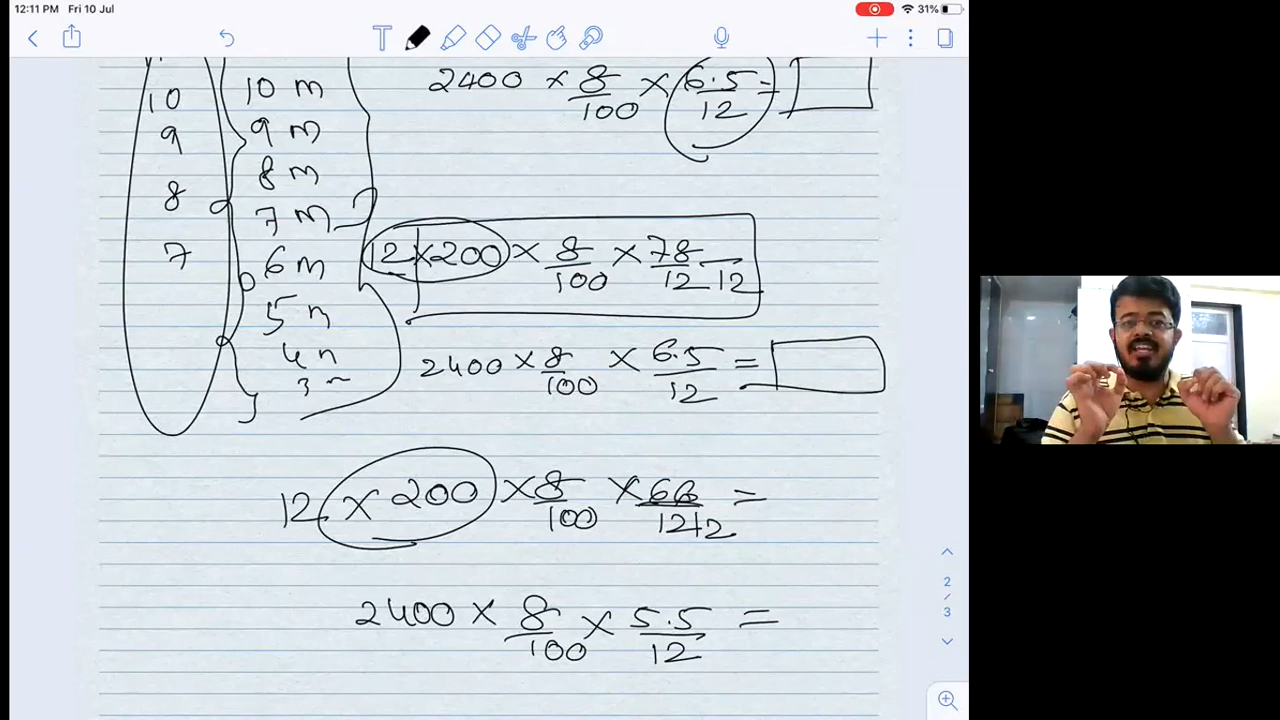 12:11 PM Fri 10 Jul
31%
T
10 10 m
9 9 m
8 8 m
7 m
7 6 m
5 m
4 m
3 m
2400 × 8/100 × 6.5/12 =
12 × 200 × 8/100 × 78/12 12
2400 × 8/100 × 6.5/12 =
12 × 200 × 8/100 × 66/12 12 =
2400 × 8/100 × 5.5/12 =
2
3